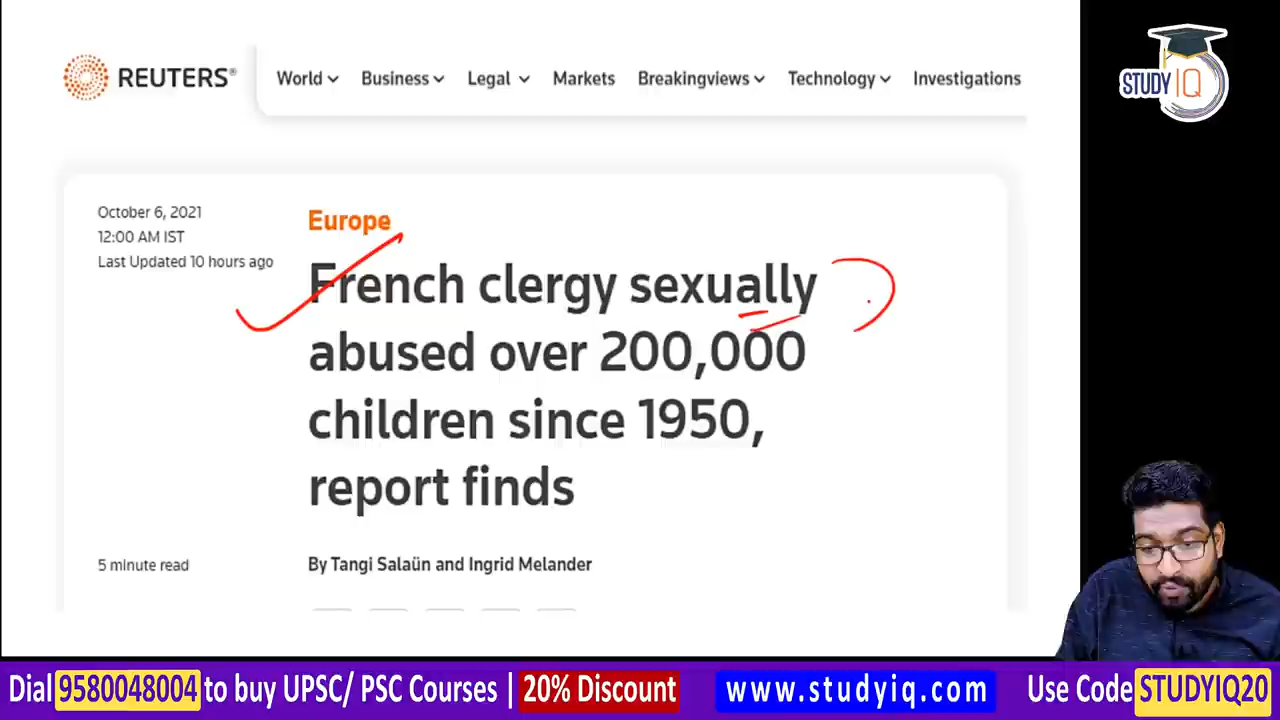 REUTERS®
World Business Legal Markets Breakingviews Technology Investigations
STUDY IQ
October 6, 2021
12:00 AM IST
Last Updated 10 hours ago
Europe
French clergy sexually
abused over 200,000
children since 1950,
report finds
5 minute read
By Tangi Salaün and Ingrid Melander
Dial 9580048004 to buy UPSC/ PSC Courses | 20% Discount www.studyiq.com Use Code STUDYIQ20